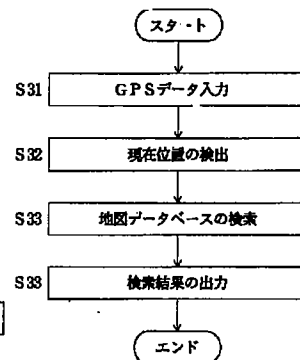 スタート
S31 GPSデータ入力
S32 現在位置の検出
S33 地図データベースの検索
S33 検索結果の出力
エンド